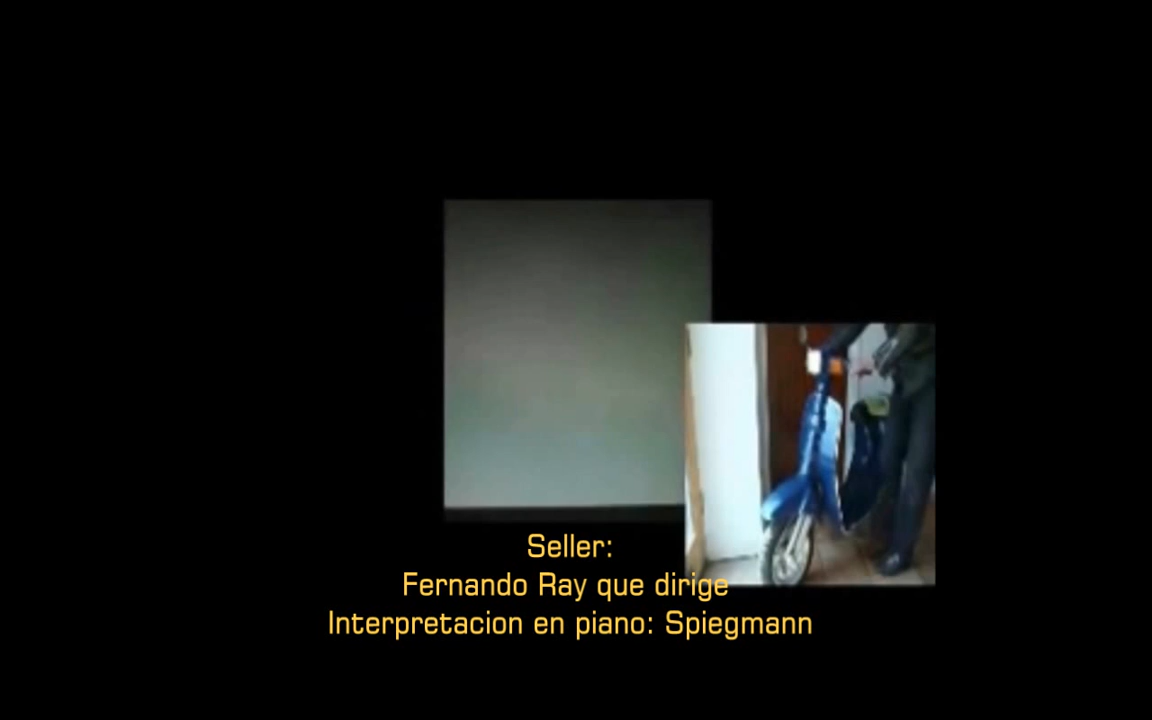 Seller:
Fernando Ray que dirige
Interpretacion en piano: Spiegmann